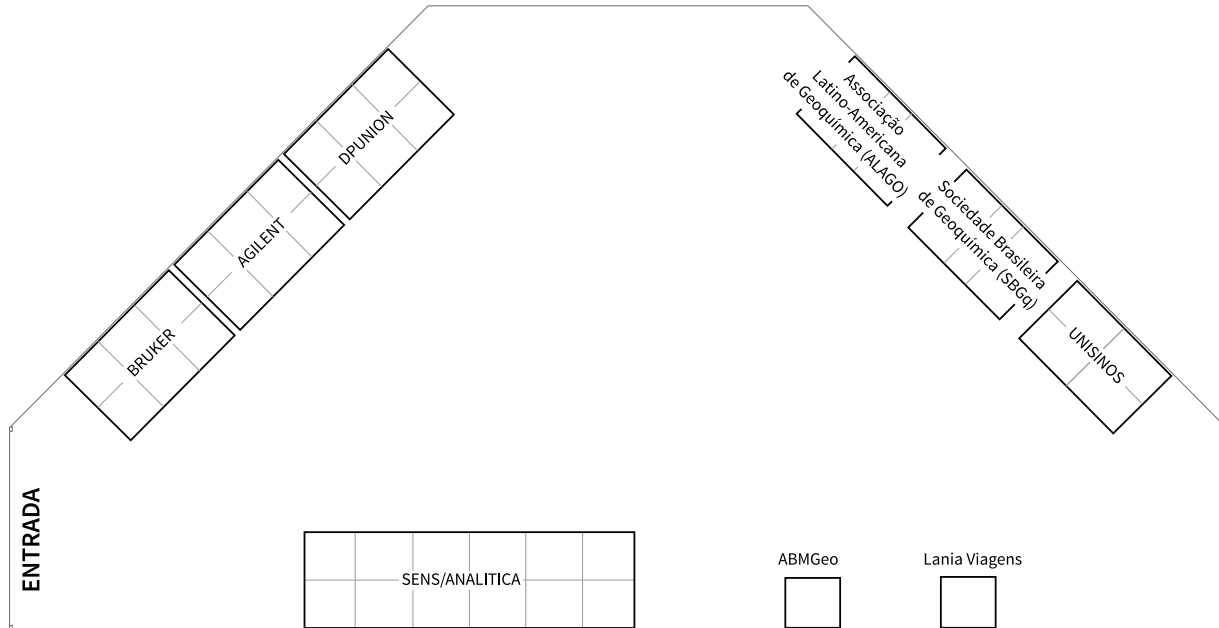 DPUNION
AGILENT
BRUKER
Associação
Latino-Americana
de Geoquímica (ALAGO)
Sociedade Brasileira
de Geoquímica (SBGq)
UNISINOS
ENTRADA
SENS/ANALITICA
ABMGeo
Lania Viagens